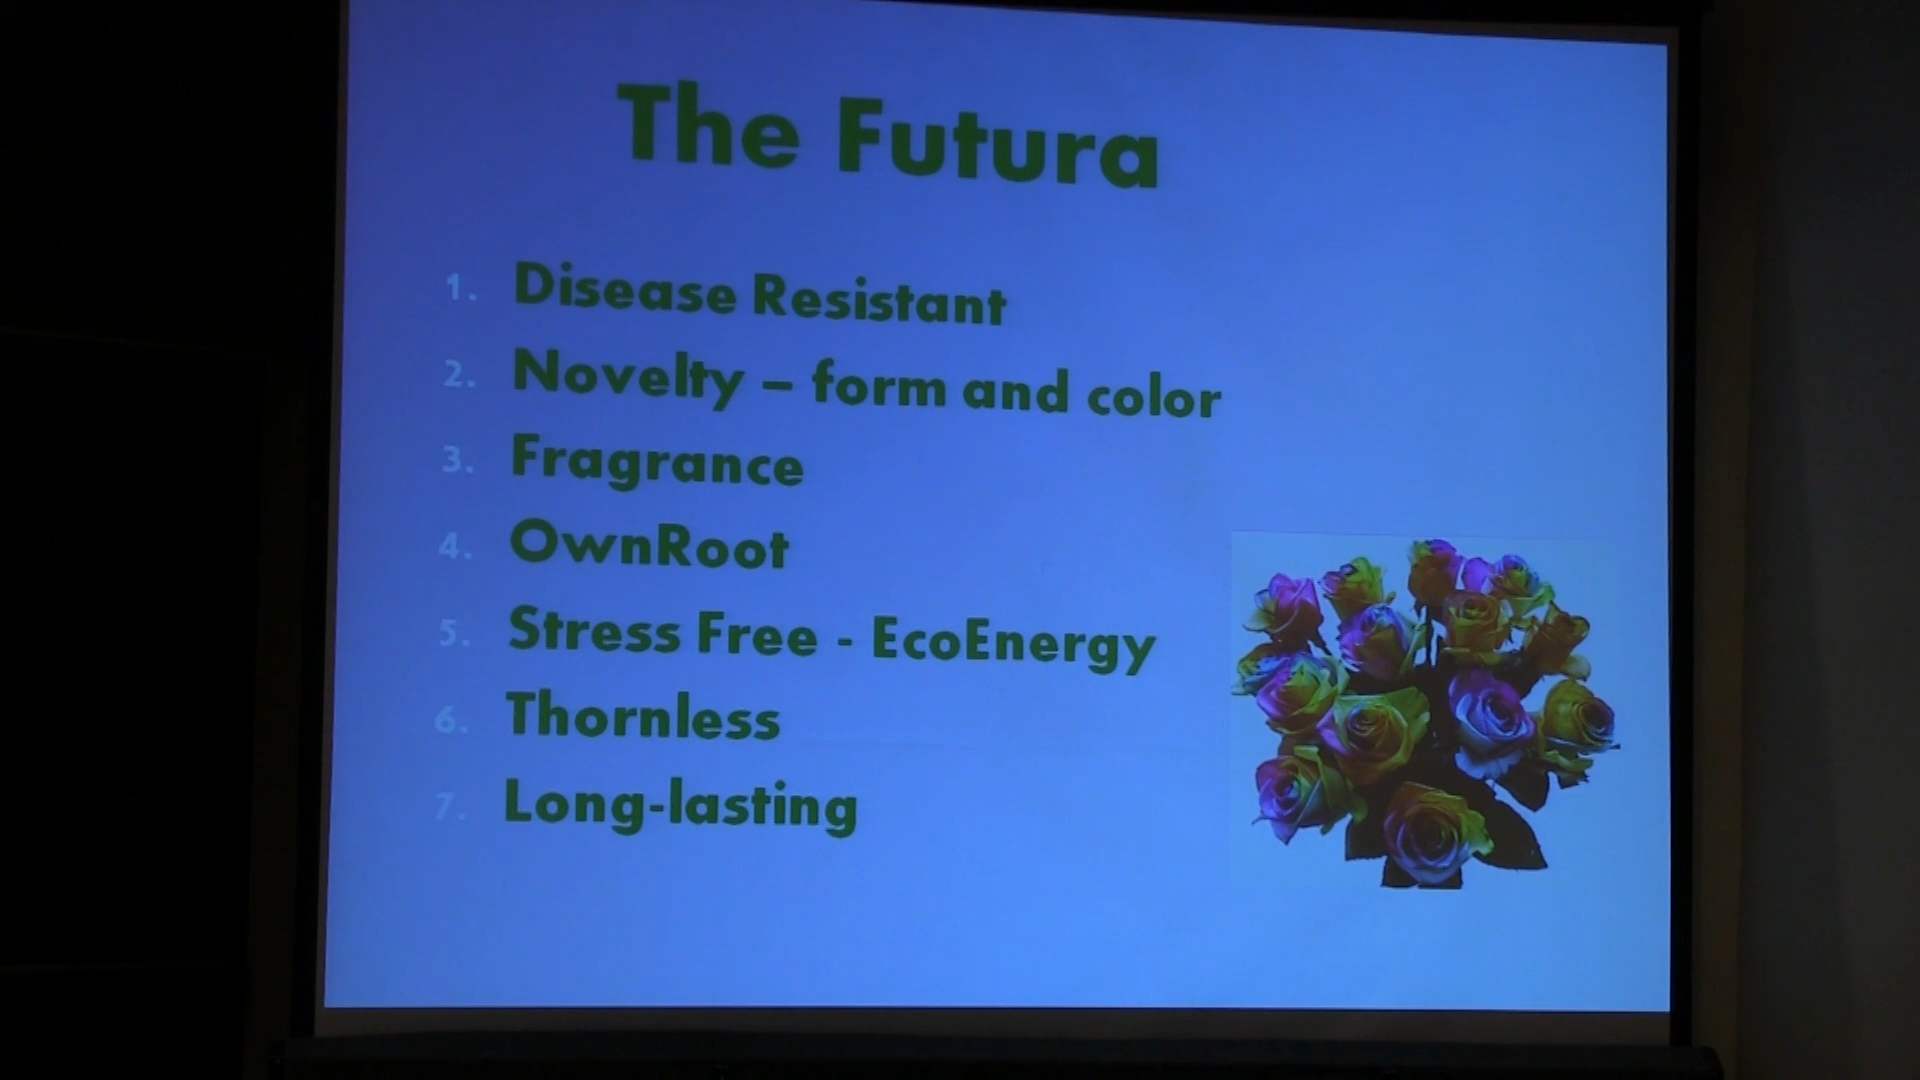 The Futura
1. Disease Resistant
2. Novelty – form and color
3. Fragrance
4. OwnRoot
5. Stress Free - EcoEnergy
6. Thornless
7. Long-lasting